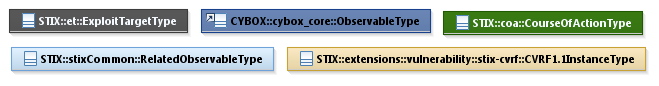 STIX::et::ExploitTargetType
CYBOX::cybox_core::ObservableType
STIX::coa::CourseOfActionType
STIX::stixCommon::RelatedObservableType
STIX::extensions::vulnerability::stix-cvrf::CVRF1.1InstanceType